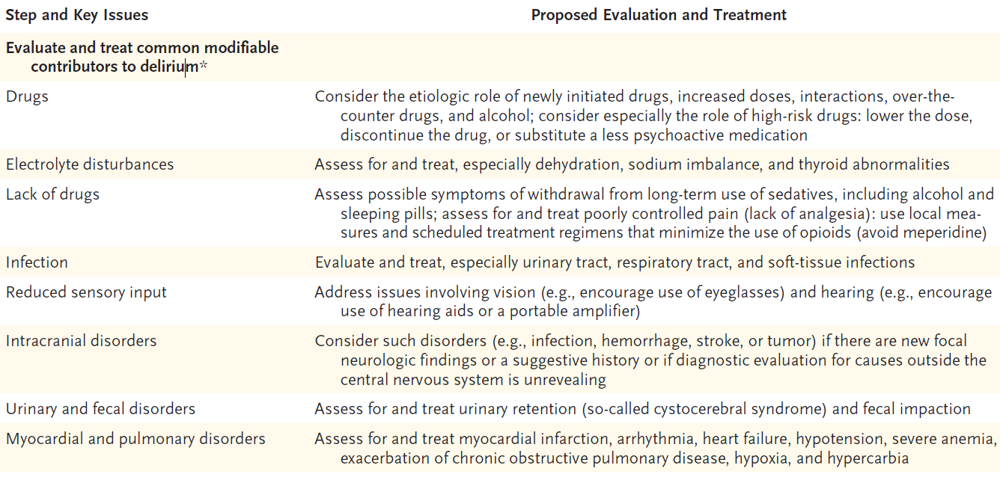 Step and Key Issues Proposed Evaluation and Treatment
Evaluate and treat common modifiable
contributors to delirium*
Drugs Consider the etiologic role of newly initiated drugs, increased doses, interactions, over-the-
counter drugs, and alcohol; consider especially the role of high-risk drugs: lower the dose,
discontinue the drug, or substitute a less psychoactive medication
Electrolyte disturbances Assess for and treat, especially dehydration, sodium imbalance, and thyroid abnormalities
Lack of drugs Assess possible symptoms of withdrawal from long-term use of sedatives, including alcohol and
sleeping pills; assess for and treat poorly controlled pain (lack of analgesia): use local mea-
sures and scheduled treatment regimens that minimize the use of opioids (avoid meperidine)
Infection Evaluate and treat, especially urinary tract, respiratory tract, and soft-tissue infections
Reduced sensory input Address issues involving vision (e.g., encourage use of eyeglasses) and hearing (e.g., encourage
use of hearing aids or a portable amplifier)
Intracranial disorders Consider such disorders (e.g., infection, hemorrhage, stroke, or tumor) if there are new focal
neurologic findings or a suggestive history or if diagnostic evaluation for causes outside the
central nervous system is unrevealing
Urinary and fecal disorders Assess for and treat urinary retention (so-called cystocerebral syndrome) and fecal impaction
Myocardial and pulmonary disorders Assess for and treat myocardial infarction, arrhythmia, heart failure, hypotension, severe anemia,
exacerbation of chronic obstructive pulmonary disease, hypoxia, and hypercarbia